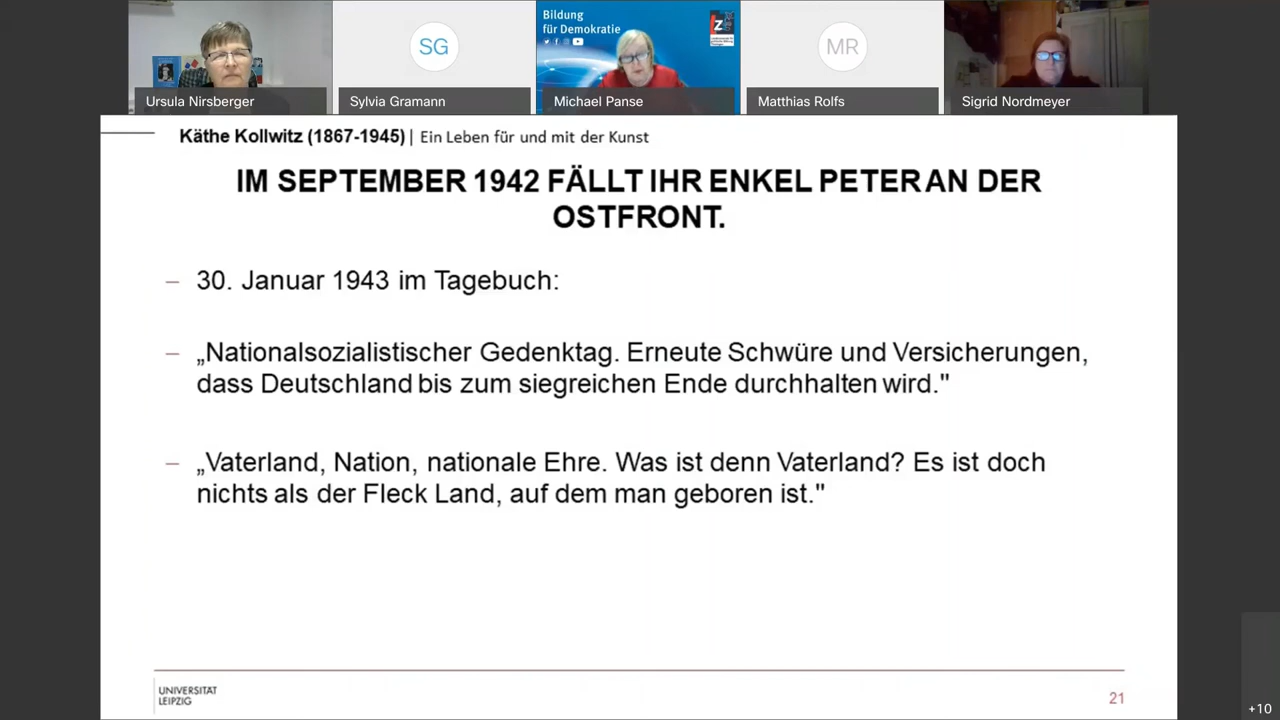 Bildung
für Demokratie
Z
SG
MR
Ursula Nirsberger
Sylvia Gramann
Michael Panse
Matthias Rolfs
Sigrid Nordmeyer
Käthe Kollwitz (1867-1945) | Ein Leben für und mit der Kunst
IM SEPTEMBER 1942 FÄLLT IHR ENKEL PETER AN DER
OSTFRONT.
– 30. Januar 1943 im Tagebuch:
– „Nationalsozialistischer Gedenktag. Erneute Schwüre und Versicherungen,
dass Deutschland bis zum siegreichen Ende durchhalten wird."
– „Vaterland, Nation, nationale Ehre. Was ist denn Vaterland? Es ist doch
nichts als der Fleck Land, auf dem man geboren ist."
UNIVERSITÄT
LEIPZIG
21
+10